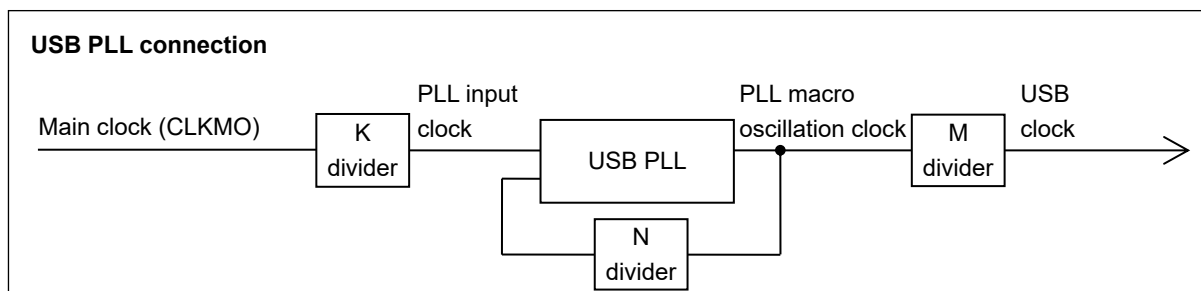 USB PLL connection
Main clock (CLKMO)
K
divider
PLL input
clock
USB PLL
N
divider
PLL macro
oscillation clock
M
divider
USB
clock